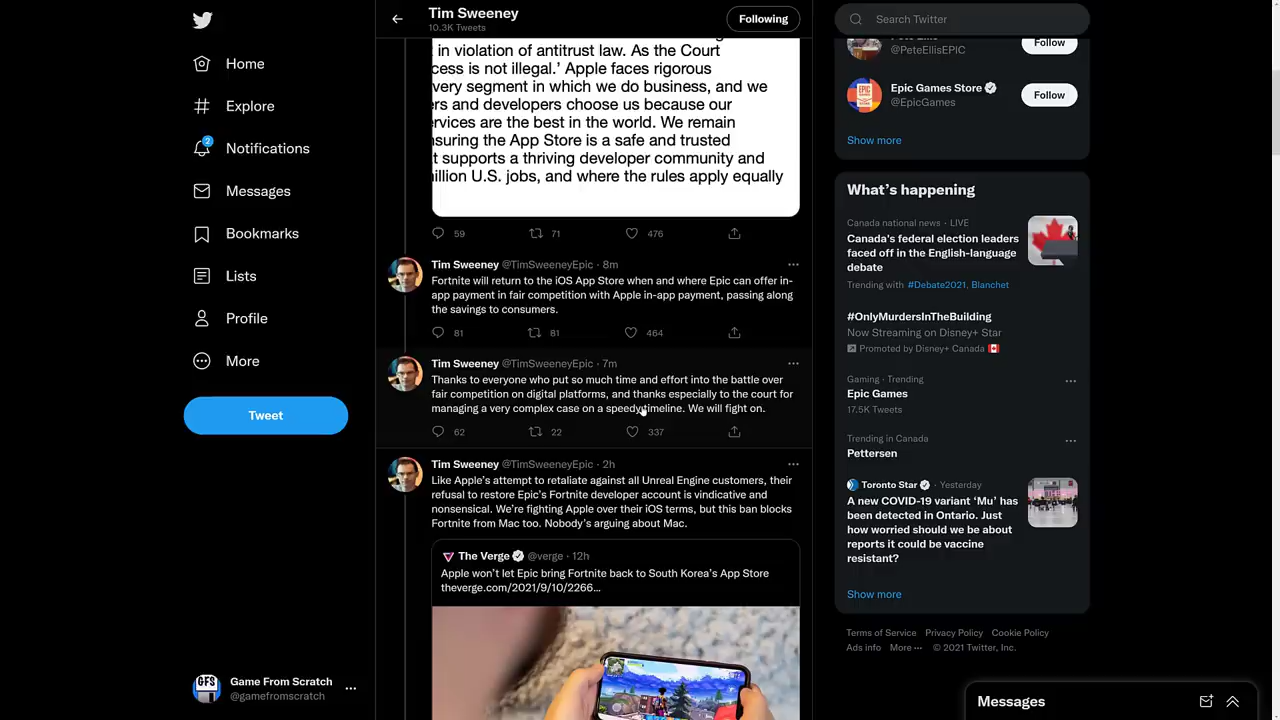 Home
Explore
2
Notifications
Messages
Bookmarks
Lists
Profile
More
Tweet
GFS
Game From Scratch
@gamefromscratch
Tim Sweeney
10.3K Tweets
Following
in violation of antitrust law. As the Court
cess is not illegal.’ Apple faces rigorous
very segment in which we do business, and we
ers and developers choose us because our
rvices are the best in the world. We remain
nsuring the App Store is a safe and trusted
t supports a thriving developer community and
illion U.S. jobs, and where the rules apply equally
59 71 476
Tim Sweeney @TimSweeneyEpic · 8m
Fortnite will return to the iOS App Store when and where Epic can offer in-
app payment in fair competition with Apple in-app payment, passing along
the savings to consumers.
81 81 464
Tim Sweeney @TimSweeneyEpic · 7m
Thanks to everyone who put so much time and effort into the battle over
fair competition on digital platforms, and thanks especially to the court for
managing a very complex case on a speedy timeline. We will fight on.
62 22 337
Tim Sweeney @TimSweeneyEpic · 2h
Like Apple’s attempt to retaliate against all Unreal Engine customers, their
refusal to restore Epic’s Fortnite developer account is vindicative and
nonsensical. We’re fighting Apple over their iOS terms, but this ban blocks
Fortnite from Mac too. Nobody’s arguing about Mac.
The Verge @verge · 12h
Apple won’t let Epic bring Fortnite back to South Korea’s App Store
theverge.com/2021/9/10/2266...
Search Twitter
@PeteEllisEPIC
Follow
Epic Games Store
@EpicGames
Follow
Show more
What’s happening
Canada national news · LIVE
Canada’s federal election leaders
faced off in the English-language
debate
Trending with #Debate2021, Blanchet
#OnlyMurdersInTheBuilding
Now Streaming on Disney+ Star
Promoted by Disney+ Canada 🇨🇦
Gaming · Trending
Epic Games
17.5K Tweets
Trending in Canada
Pettersen
Toronto Star · Yesterday
A new COVID-19 variant ‘Mu’ has
been detected in Ontario. Just
how worried should we be about
reports it could be vaccine
resistant?
Show more
Terms of Service Privacy Policy Cookie Policy
Ads info More ··· © 2021 Twitter, Inc.
Messages